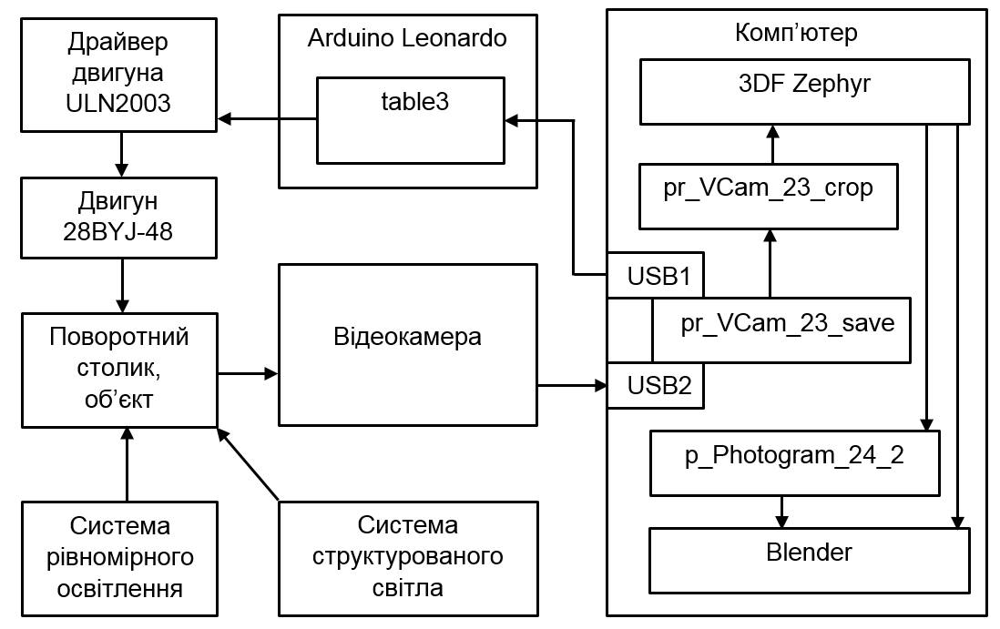 Драйвер
двигуна
ULN2003
Двигун
28BYJ-48
Поворотний
столик,
об’єкт
Система
рівномірного
освітлення
Arduino Leonardo
table3
Відеокамера
Система
структурованого
світла
Комп’ютер
3DF Zephyr
pr_VCam_23_crop
USB1
pr_VCam_23_save
USB2
p_Photogram_24_2
Blender